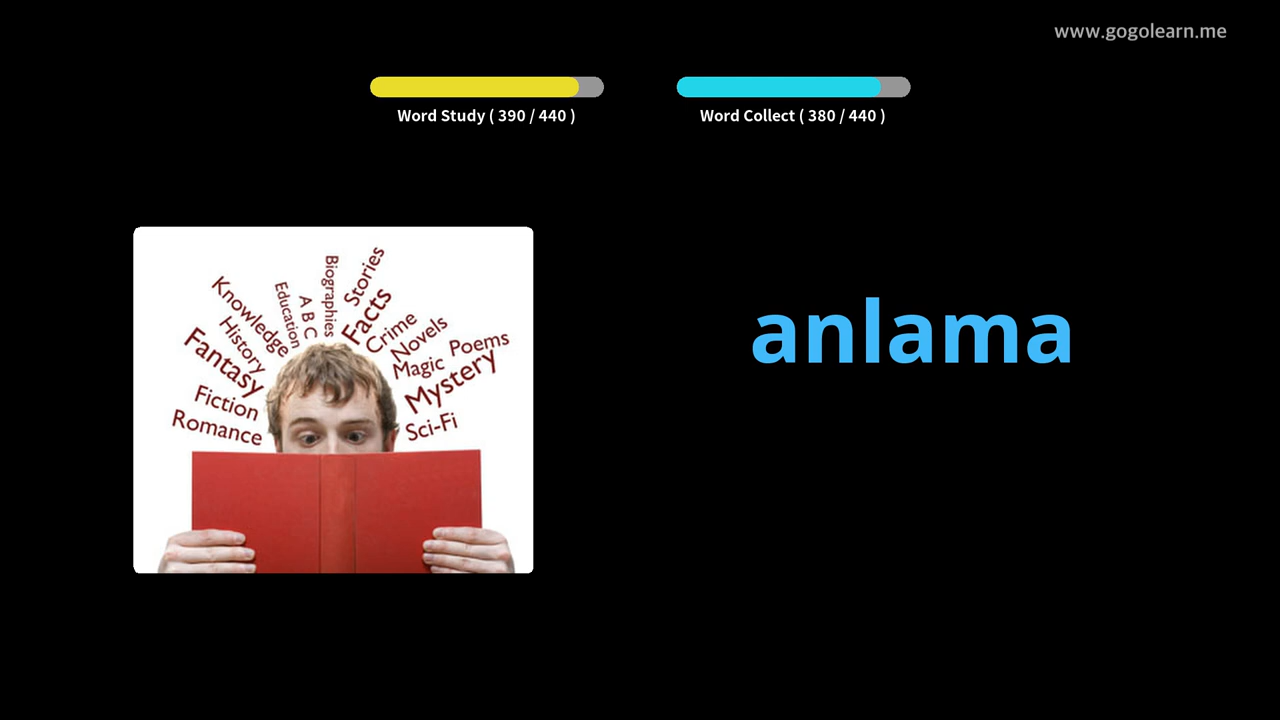 www.gogolearn.me
Word Study ( 390 / 440 )
Word Collect ( 380 / 440 )
Biographies
Stories
Education
A B C
Facts
Knowledge
Crime
History
Novels
Fantasy
Magic
Poems
Mystery
Fiction
Romance
Sci-Fi
anlama